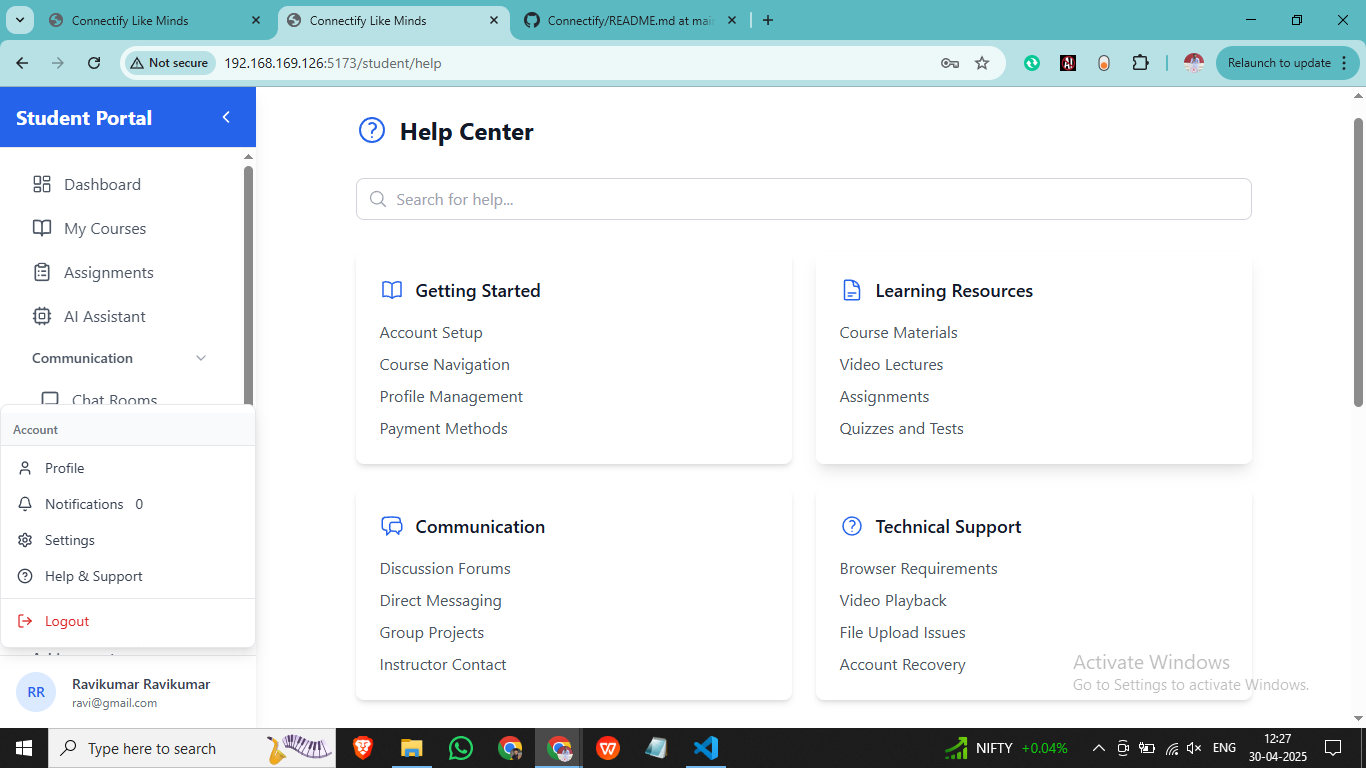 Connectify Like Minds
Connectify Like Minds
Connectify/README.md at mai
Not secure
192.168.169.126:5173/student/help
Relaunch to update
Student Portal
Dashboard
My Courses
Assignments
AI Assistant
Communication
Chat Rooms
Account
Profile
Notifications 0
Settings
Help & Support
Logout
RR
Ravikumar Ravikumar
ravi@gmail.com
Help Center
Search for help...
Getting Started
Account Setup
Course Navigation
Profile Management
Payment Methods
Learning Resources
Course Materials
Video Lectures
Assignments
Quizzes and Tests
Communication
Discussion Forums
Direct Messaging
Group Projects
Instructor Contact
Technical Support
Browser Requirements
Video Playback
File Upload Issues
Account Recovery
Activate Windows
Go to Settings to activate Windows.
Type here to search
NIFTY +0.04%
ENG
12:27
30-04-2025